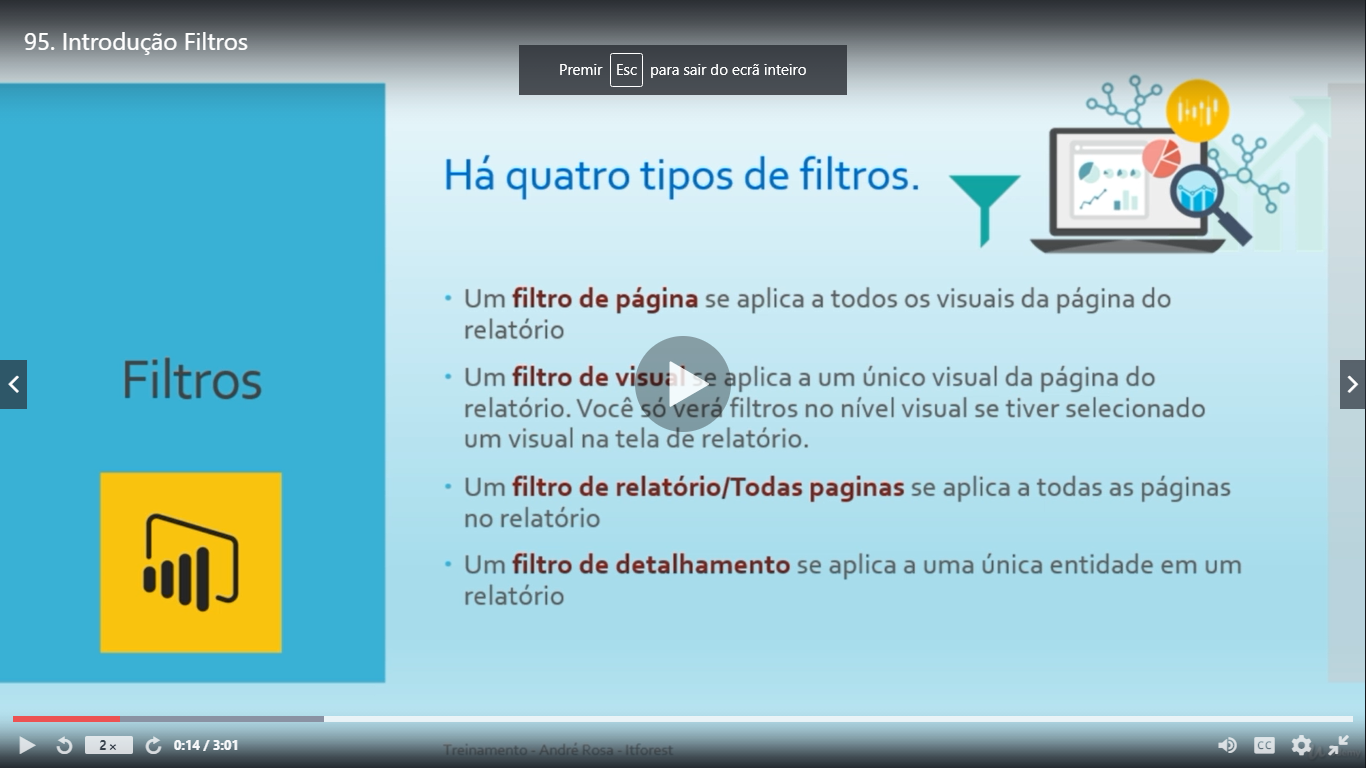 95. Introdução Filtros
Premir Esc para sair do ecrã inteiro
Há quatro tipos de filtros.
• Um filtro de página se aplica a todos os visuais da página do
relatório
• Um filtro de visual se aplica a um único visual da página do
relatório. Você só verá filtros no nível visual se tiver selecionado
um visual na tela de relatório.
• Um filtro de relatório/Todas paginas se aplica a todas as páginas
no relatório
• Um filtro de detalhamento se aplica a uma única entidade em um
relatório
Filtros
2×
0:14 / 3:01
CC
Treinamento - André Rosa - Itforest